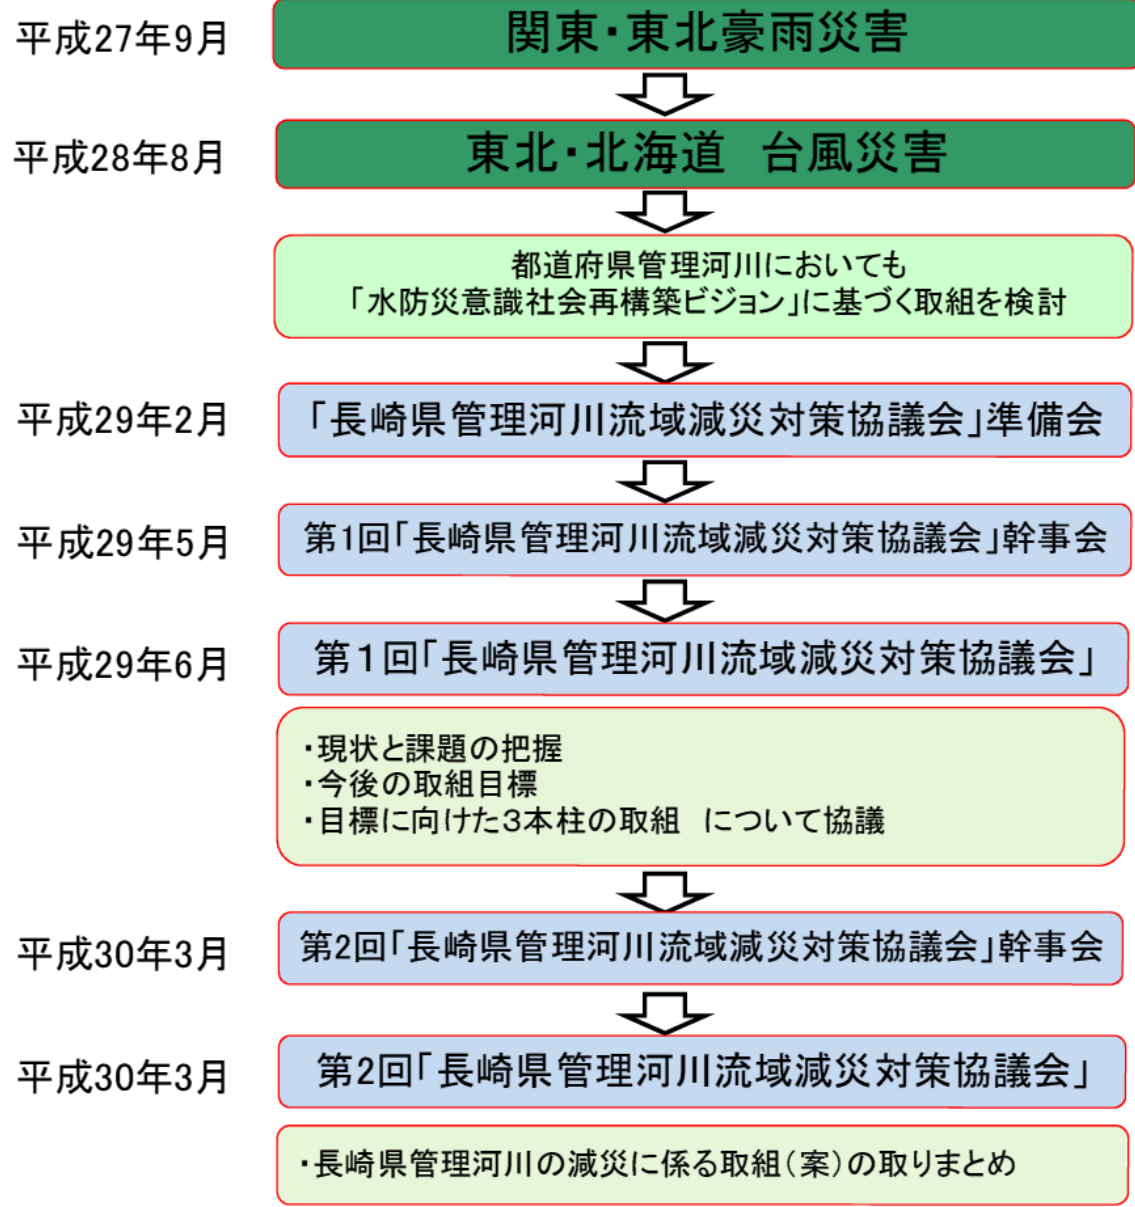 平成27年9月
関東・東北豪雨災害
平成28年8月
東北・北海道　台風災害
都道府県管理河川においても
「水防災意識社会再構築ビジョン」に基づく取組を検討
平成29年2月
「長崎県管理河川流域減災対策協議会」準備会
平成29年5月
第1回「長崎県管理河川流域減災対策協議会」幹事会
平成29年6月
第１回「長崎県管理河川流域減災対策協議会」
・現状と課題の把握
・今後の取組目標
・目標に向けた３本柱の取組　について協議
平成30年3月
第2回「長崎県管理河川流域減災対策協議会」幹事会
平成30年3月
第2回「長崎県管理河川流域減災対策協議会」
・長崎県管理河川の減災に係る取組（案）の取りまとめ